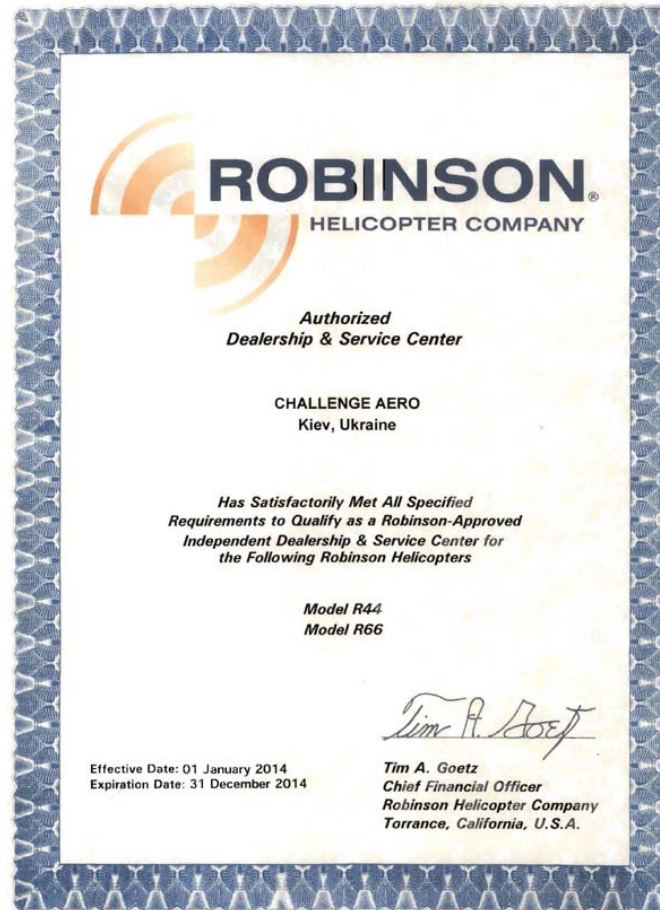 ROBINSON®
HELICOPTER COMPANY
Authorized
Dealership & Service Center
CHALLENGE AERO
Kiev, Ukraine
Has Satisfactorily Met All Specified
Requirements to Qualify as a Robinson-Approved
Independent Dealership & Service Center for
the Following Robinson Helicopters
Model R44
Model R66
Tim A. Goetz
Effective Date: 01 January 2014
Expiration Date: 31 December 2014
Tim A. Goetz
Chief Financial Officer
Robinson Helicopter Company
Torrance, California, U.S.A.